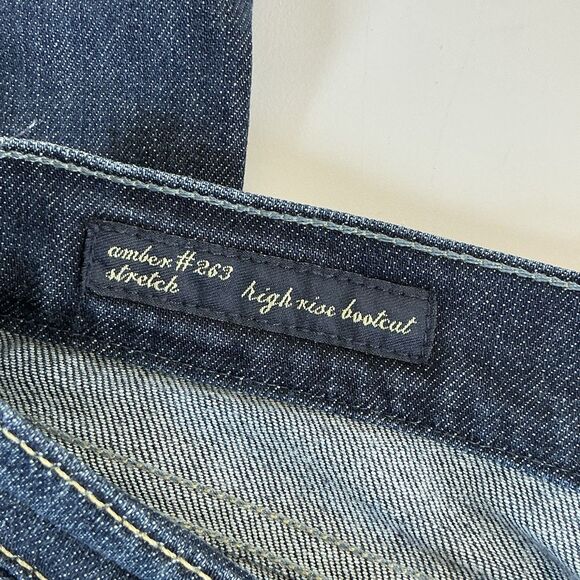 amber #263
stretch high rise bootcut